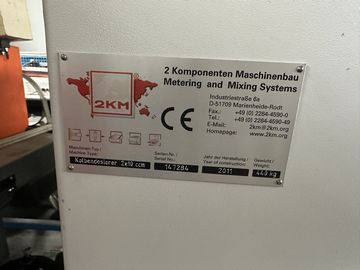 2KM
2 Komponenten Maschinenbau
Metering and Mixing Systems
Industriestraße 6a
D-51709 Marienheide-Rodt
Fax: +49 (0) 2264-4590-0
Tel.: +49 (0) 2264-4590-49
E-Mail: 2km@2km.org
Homepage: www.2km.org
CE
Maschinen-Typ / Machine Type: Kolbendosierer 2x10 ccm
Serien-Nr. / Serial No.: 147284
Jahr der Herstellung / Year of construction: 2011
Gewicht / Weight: 440 kg